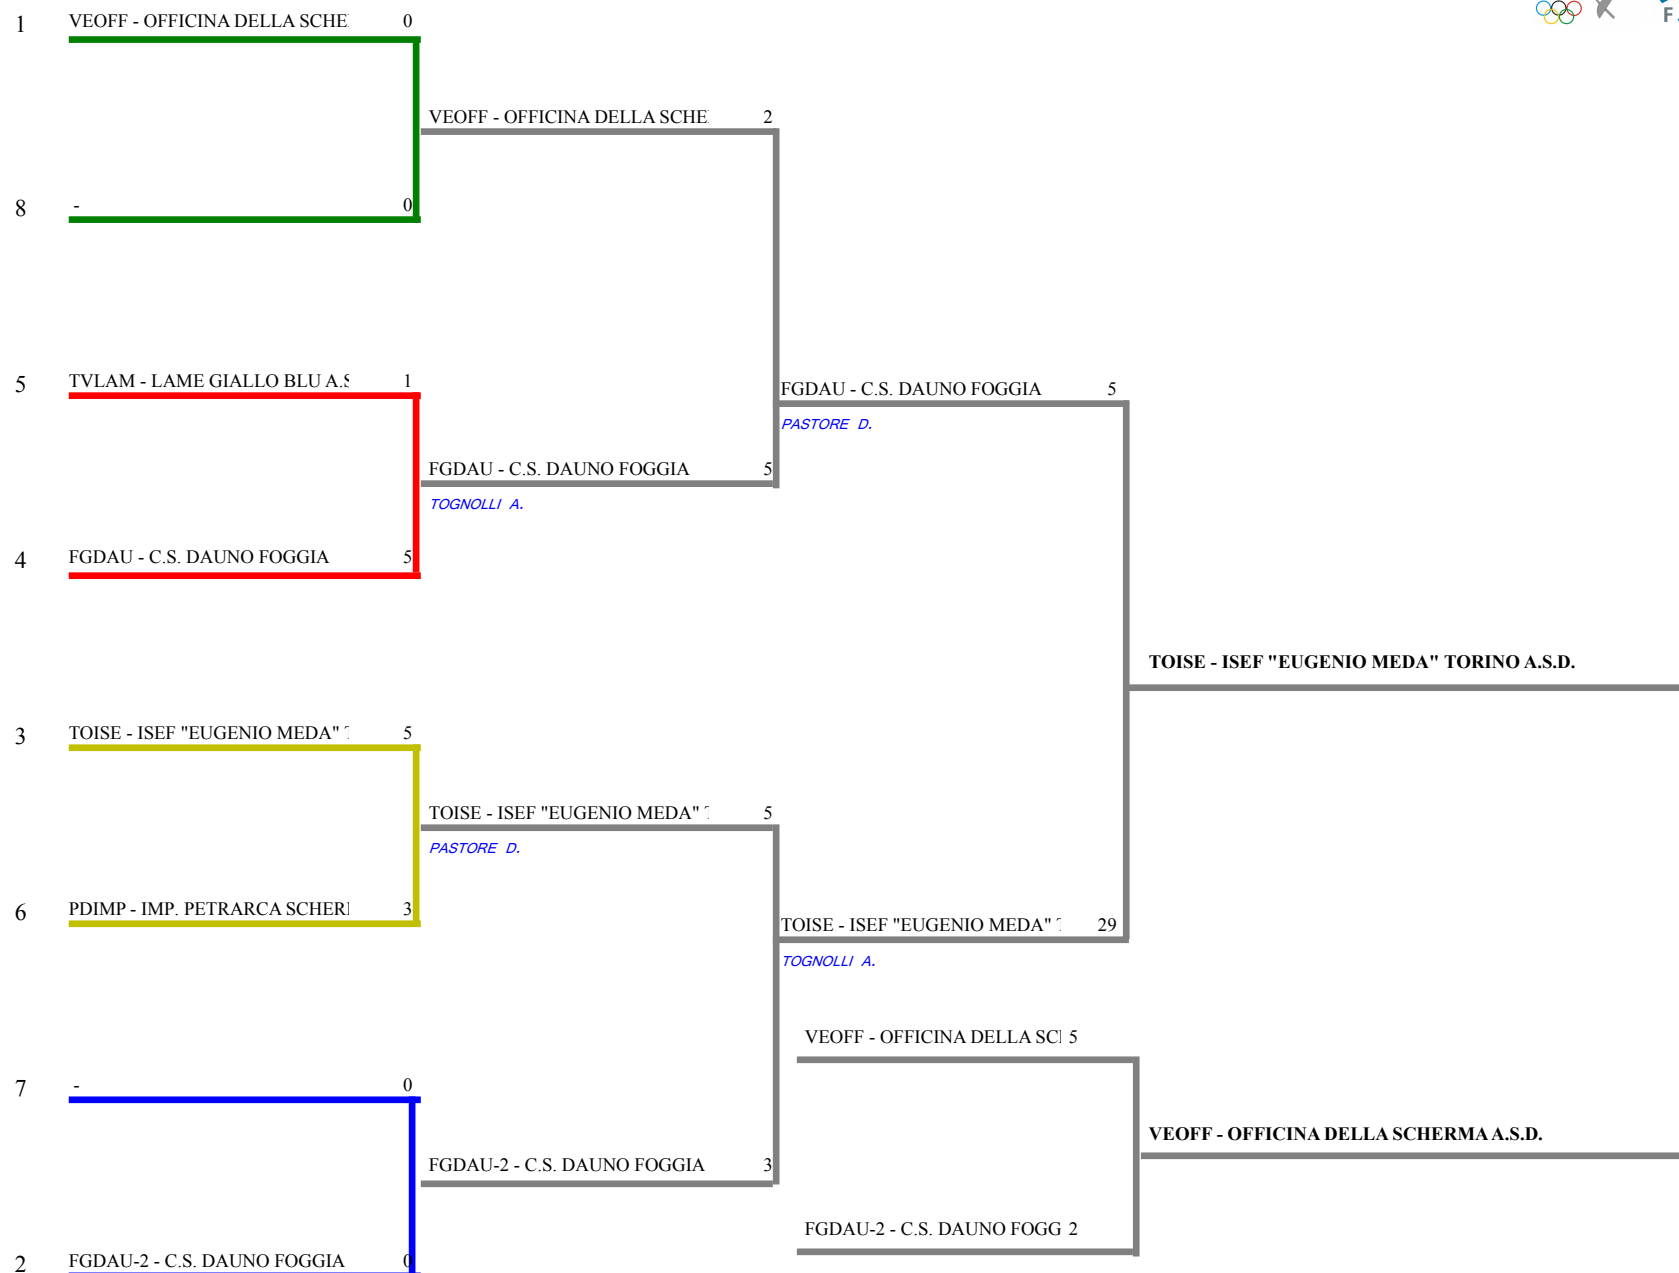 1 VEOFF - OFFICINA DELLA SCHE 0
VEOFF - OFFICINA DELLA SCHE 2
8 - 0
5 TVLAM - LAME GIALLO BLU A.S 1
FGDAU - C.S. DAUNO FOGGIA 5
PASTORE D.
FGDAU - C.S. DAUNO FOGGIA 5
TOGNOLLI A.
4 FGDAU - C.S. DAUNO FOGGIA 5
TOISE - ISEF "EUGENIO MEDA" TORINO A.S.D.
3 TOISE - ISEF "EUGENIO MEDA" 5
TOISE - ISEF "EUGENIO MEDA" 5
PASTORE D.
6 PDIMP - IMP. PETRARCA SCHER 3
TOISE - ISEF "EUGENIO MEDA" 29
TOGNOLLI A.
VEOFF - OFFICINA DELLA SC 5
7 - 0
VEOFF - OFFICINA DELLA SCHERMA A.S.D.
FGDAU-2 - C.S. DAUNO FOGGIA 3
FGDAU-2 - C.S. DAUNO FOGG 2
2 FGDAU-2 - C.S. DAUNO FOGGIA 0